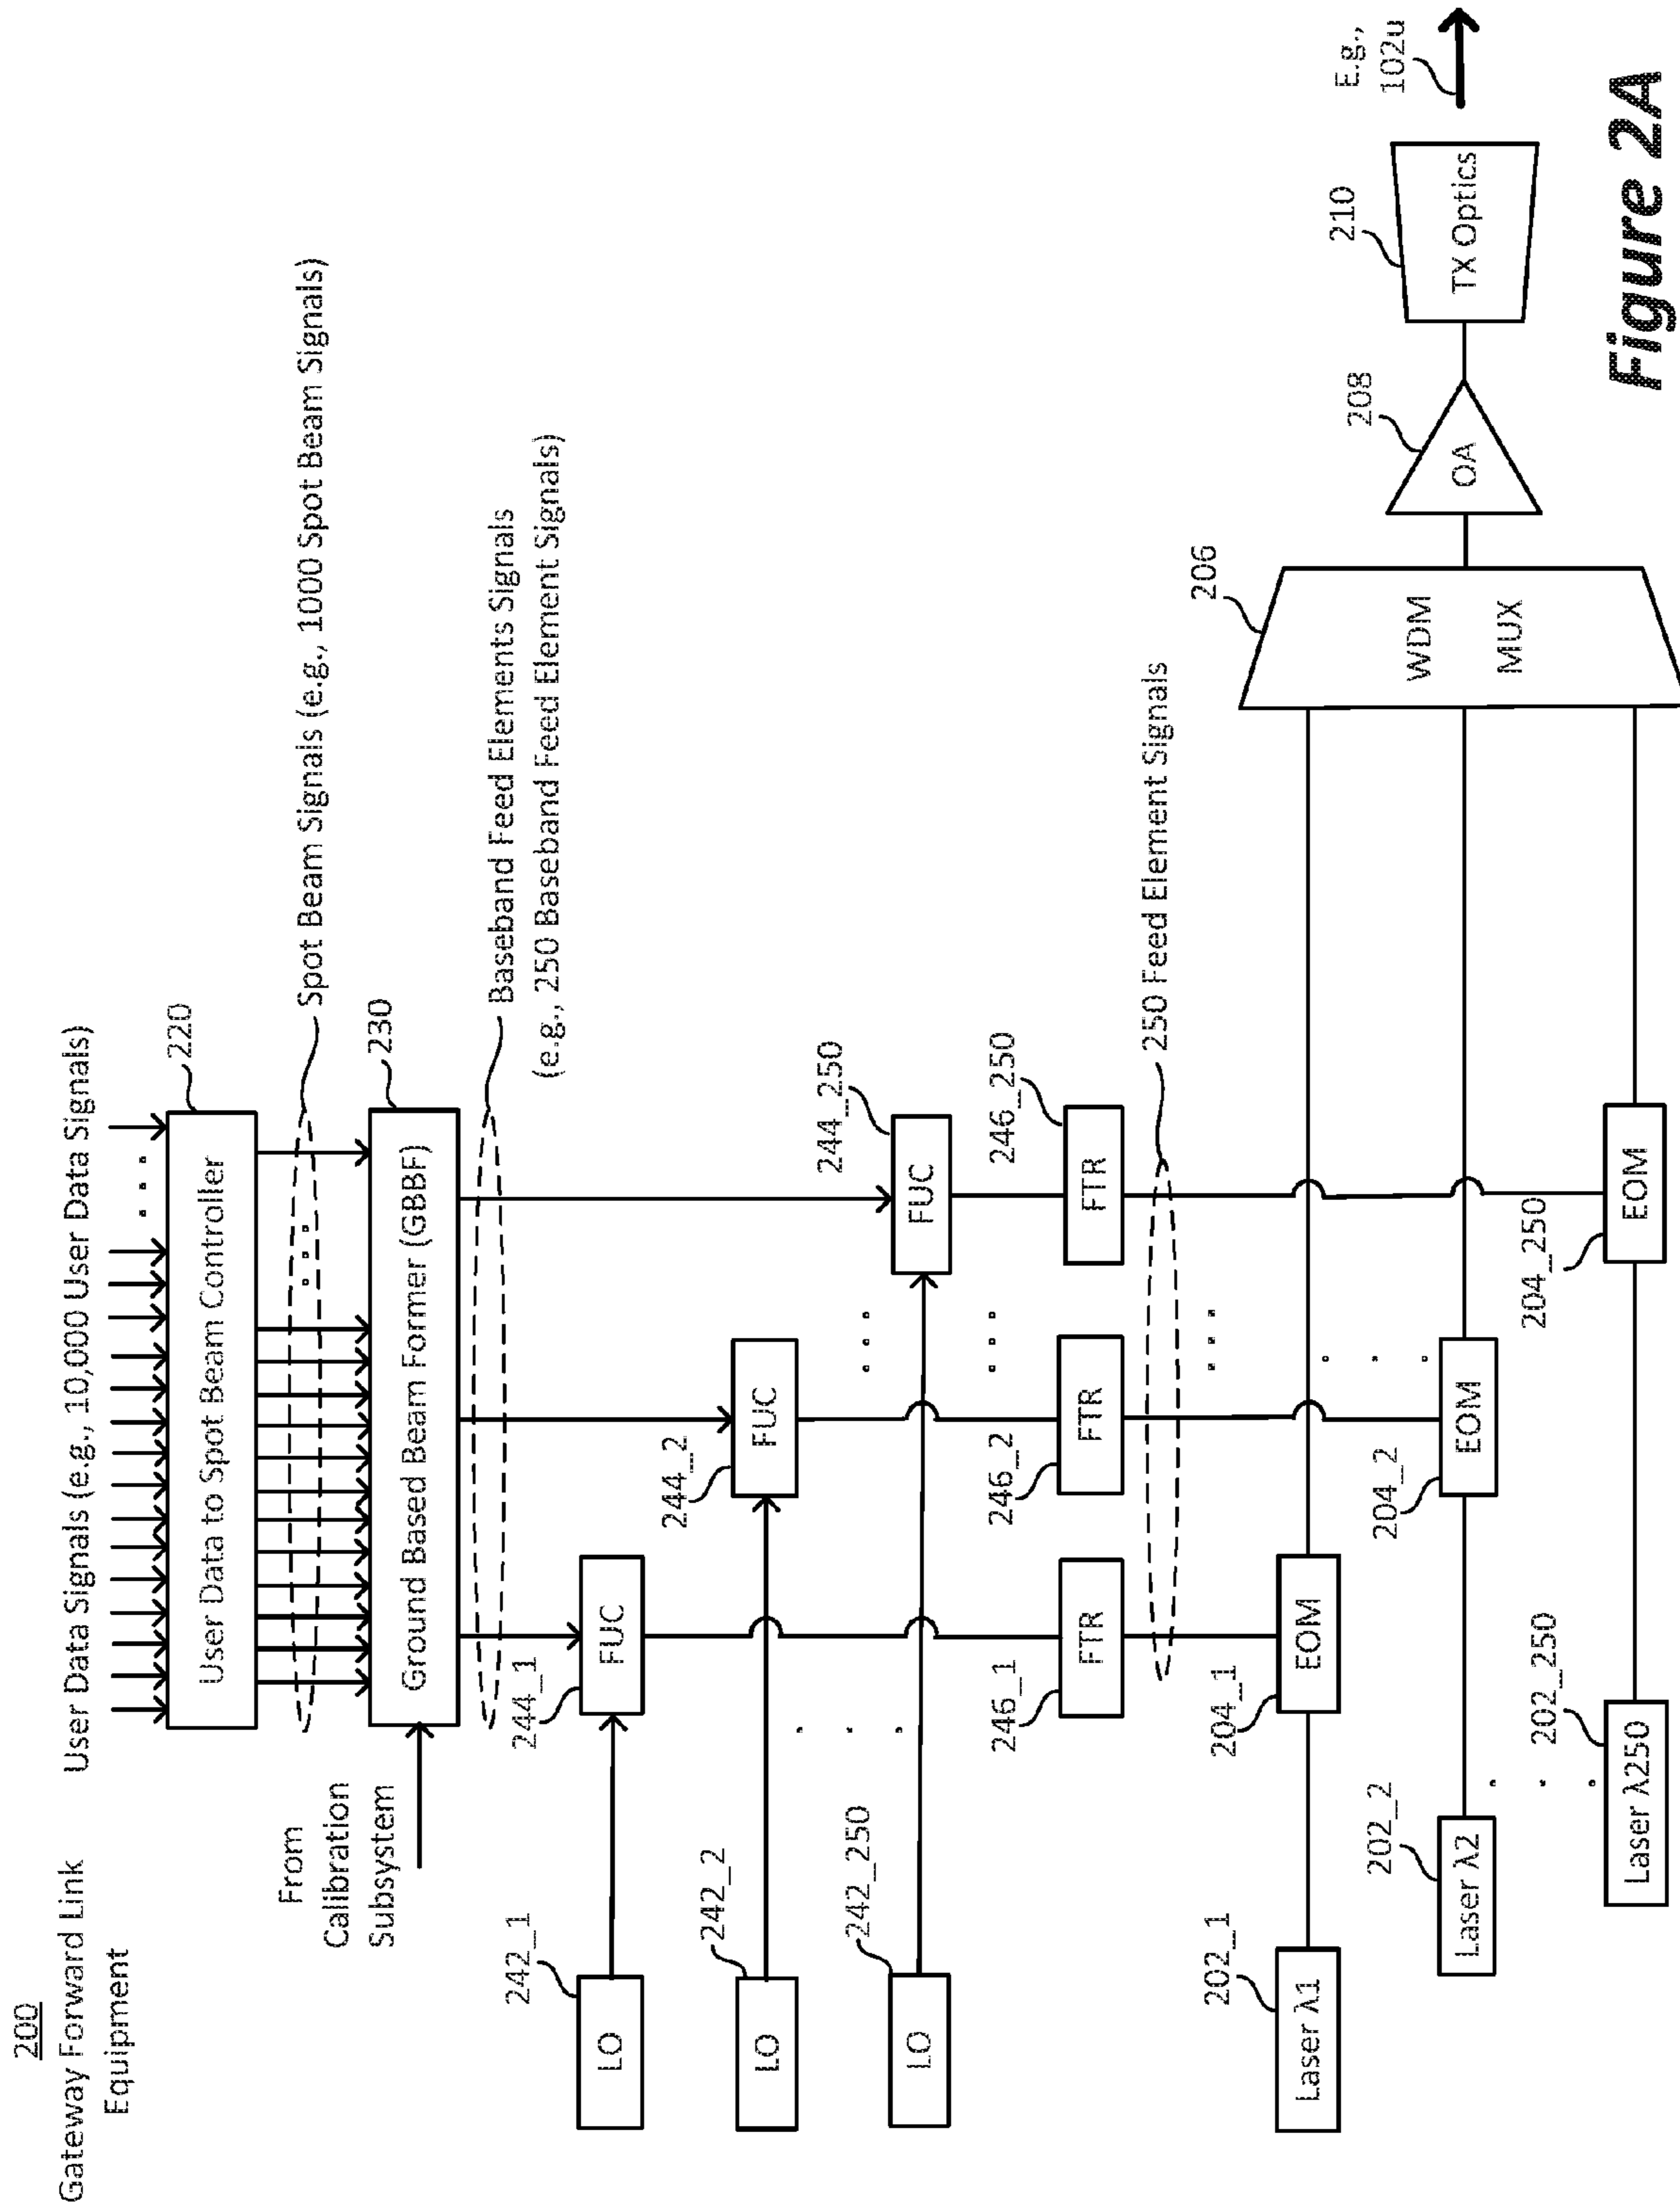 200
Gateway Forward Link
Equipment
User Data Signals (e.g., 10,000 User Data Signals)
220
User Data to Spot Beam Controller
Spot Beam Signals (e.g., 1000 Spot Beam Signals)
From
Calibration
Subsystem
230
Ground Based Beam Former (GBBF)
Baseband Feed Elements Signals
(e.g., 250 Baseband Feed Element Signals)
242_1
LO
244_1
FUC
242_2
LO
244_2
FUC
242_250
LO
244_250
FUC
246_1
FTR
246_2
FTR
246_250
FTR
250 Feed Element Signals
202_1
Laser λ1
204_1
EOM
202_2
Laser λ2
204_2
EOM
202_250
Laser λ250
204_250
EOM
206
WDM
MUX
208
OA
210
TX Optics
E.g.,
102u
Figure 2A